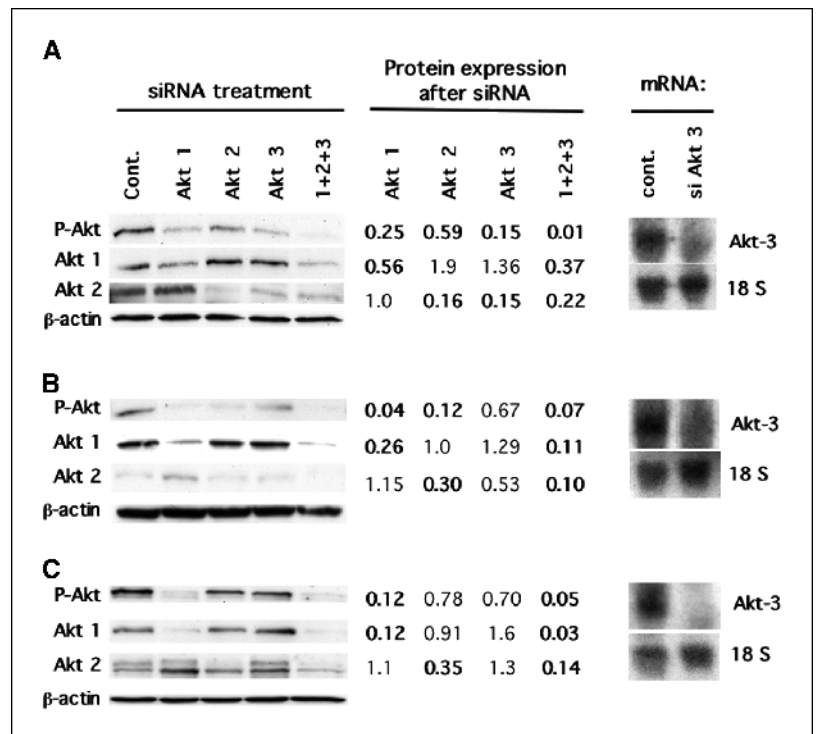 A
siRNA treatment
Protein expression after siRNA
mRNA:
Cont. Akt 1 Akt 2 Akt 3 1+2+3
Akt 1 Akt 2 Akt 3 1+2+3
cont. si Akt 3
P-Akt 0.25 0.59 0.15 0.01 Akt-3
Akt 1 0.56 1.9 1.36 0.37
Akt 2 1.0 0.16 0.15 0.22 18 S
β-actin
B
P-Akt 0.04 0.12 0.67 0.07 Akt-3
Akt 1 0.26 1.0 1.29 0.11
Akt 2 1.15 0.30 0.53 0.10 18 S
β-actin
C
P-Akt 0.12 0.78 0.70 0.05 Akt-3
Akt 1 0.12 0.91 1.6 0.03
Akt 2 1.1 0.35 1.3 0.14 18 S
β-actin